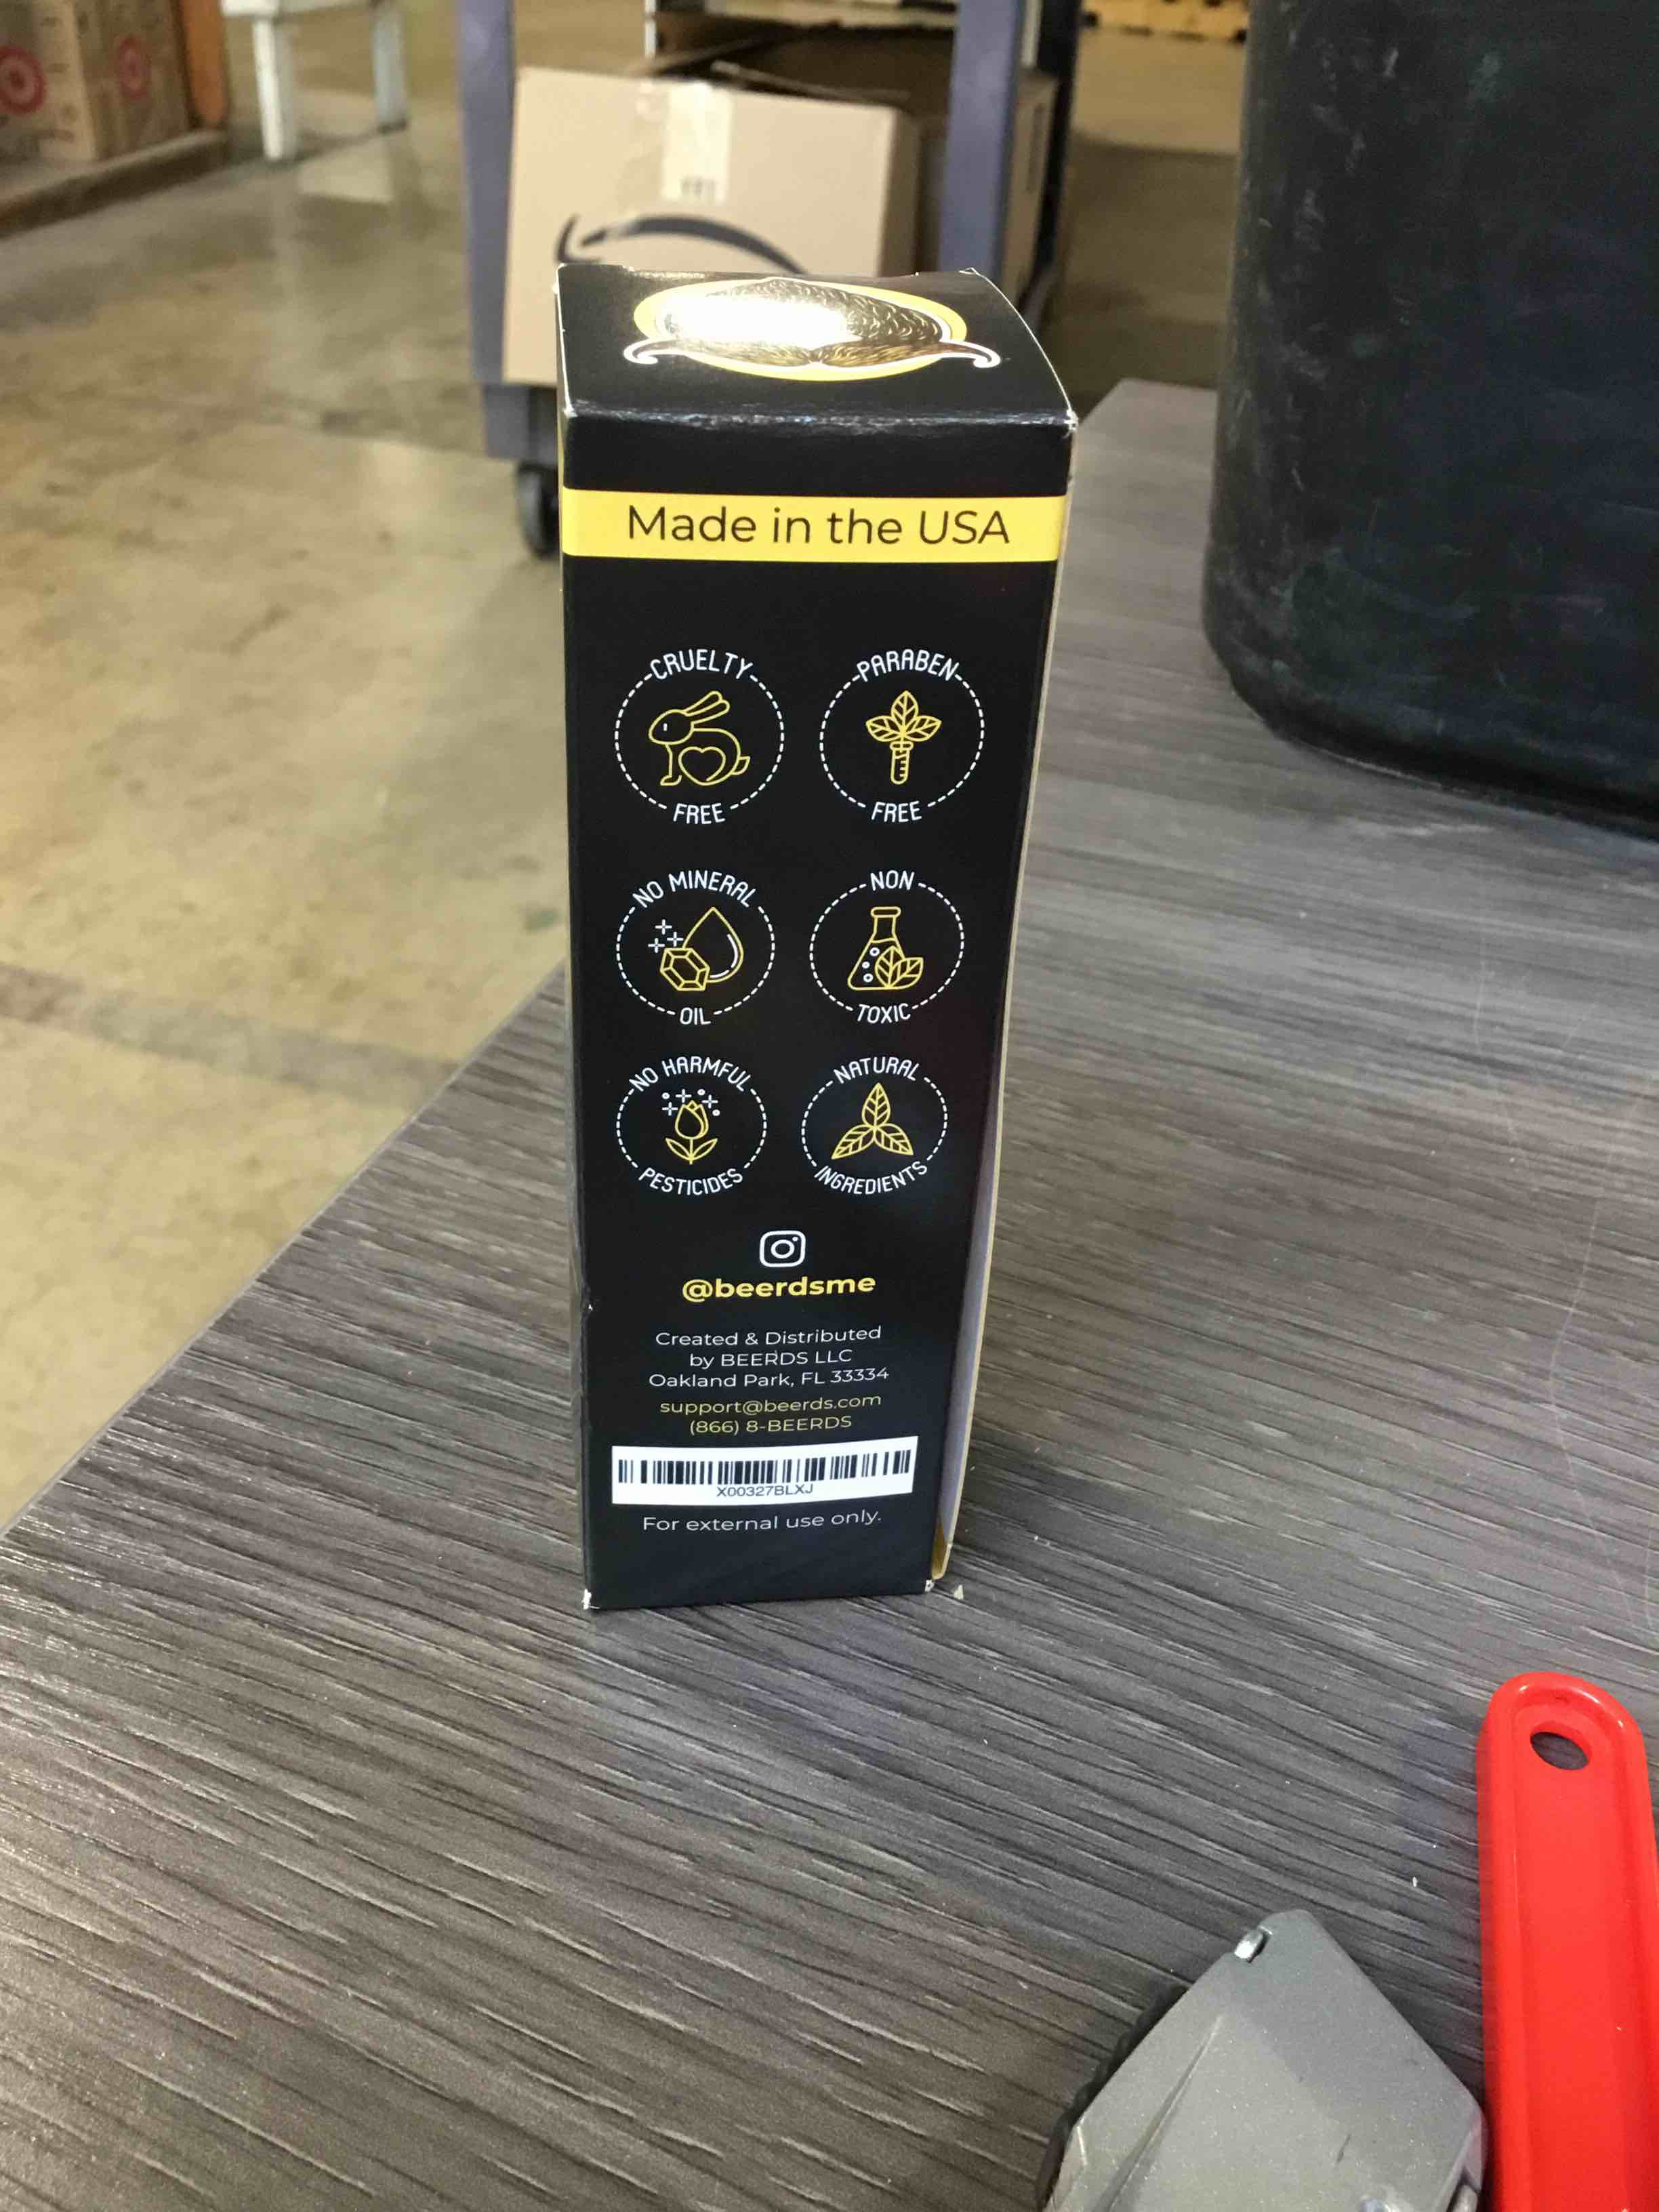 Made in the USA
CRUELTY
FREE
PARABEN
FREE
NO MINERAL
OIL
NON
TOXIC
NO HARMFUL
PESTICIDES
NATURAL
INGREDIENTS
@beerdsme
Created & Distributed
by BEERDS LLC
Oakland Park, FL 33334
support@beerds.com
(866) 8-BEERDS
X00327BLXJ
For external use only.